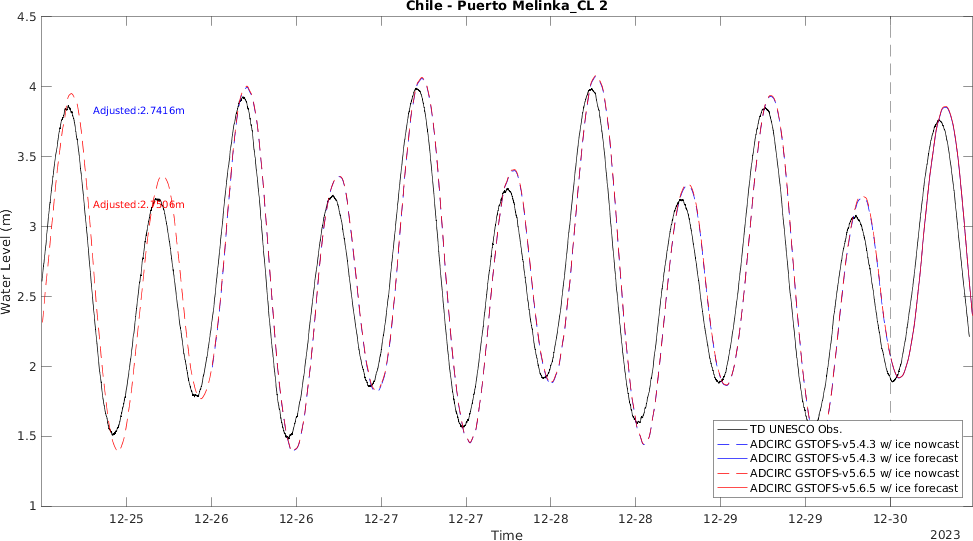 Chile - Puerto Melinka_CL 2
4.5
4
3.5
3
2.5
2
1.5
1
Water Level (m)
Adjusted:2.7416m
Adjusted:2.7506m
TD UNESCO Obs.
ADCIRC GSTOFS-v5.4.3 w/ ice nowcast
ADCIRC GSTOFS-v5.4.3 w/ ice forecast
ADCIRC GSTOFS-v5.6.5 w/ ice nowcast
ADCIRC GSTOFS-v5.6.5 w/ ice forecast
12-25 12-26 12-26 12-27 12-27 12-28 12-28 12-29 12-29 12-30
Time
2023